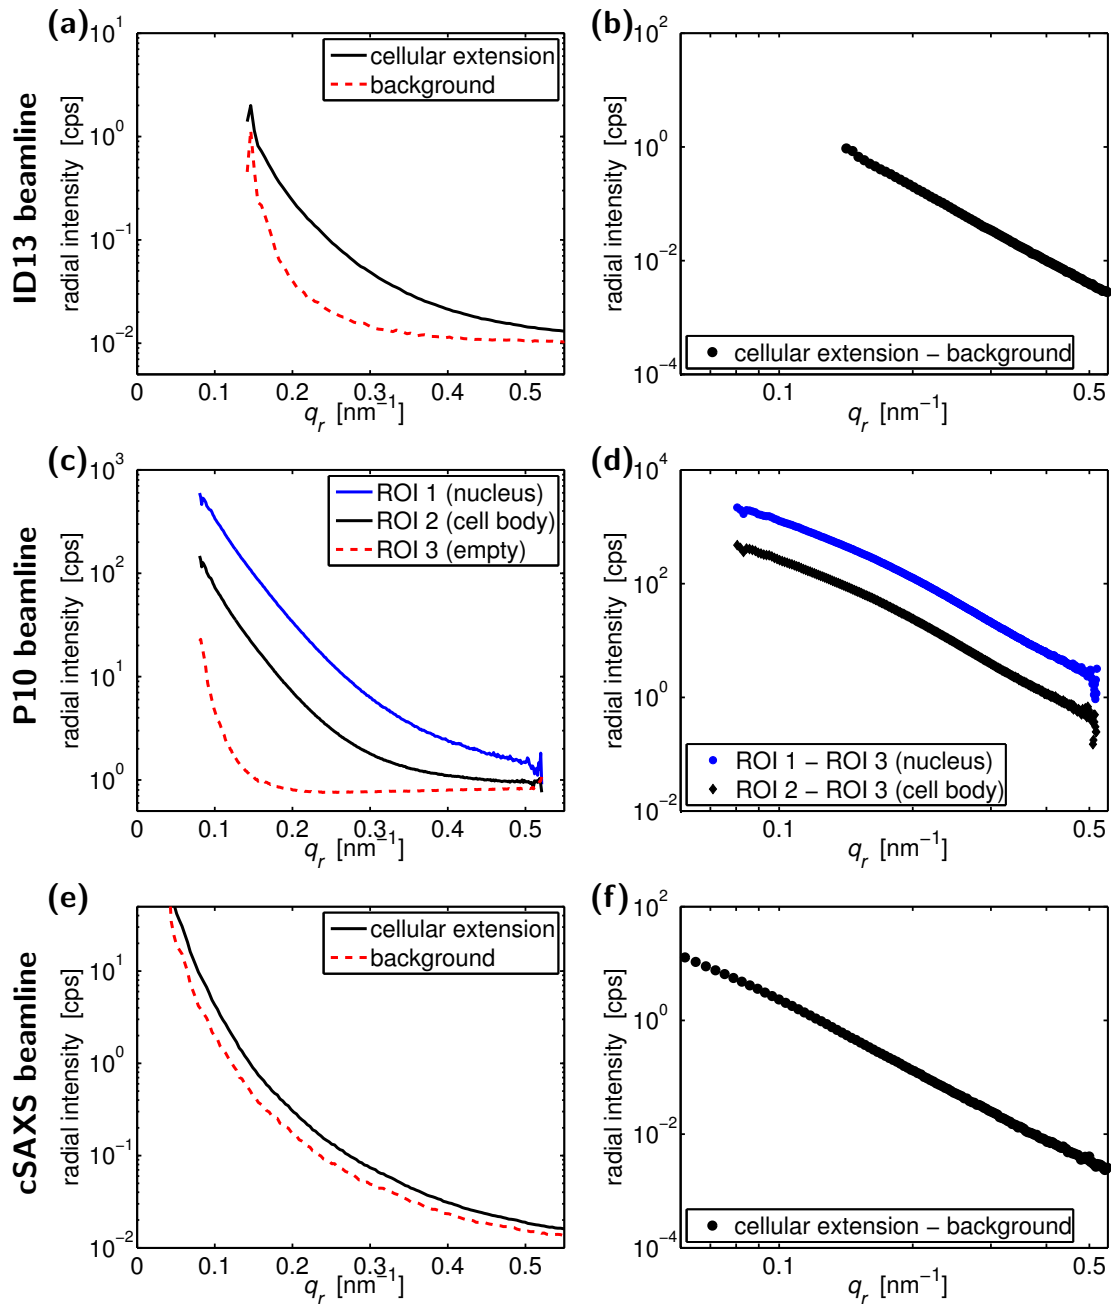 (a)
(b)
ID13 beamline
radial intensity [cps]
10^1
10^0
10^−1
10^−2
cellular extension
background
0 0.1 0.2 0.3 0.4 0.5
q_r [nm^−1]
radial intensity [cps]
10^2
10^0
10^−2
10^−4
cellular extension − background
0.1 0.5
q_r [nm^−1]
(c)
(d)
P10 beamline
radial intensity [cps]
10^3
10^2
10^1
10^0
ROI 1 (nucleus)
ROI 2 (cell body)
ROI 3 (empty)
0 0.1 0.2 0.3 0.4 0.5
q_r [nm^−1]
radial intensity [cps]
10^4
10^2
10^0
10^−2
ROI 1 − ROI 3 (nucleus)
ROI 2 − ROI 3 (cell body)
0.1 0.5
q_r [nm^−1]
(e)
(f)
cSAXS beamline
radial intensity [cps]
10^1
10^0
10^−1
10^−2
cellular extension
background
0 0.1 0.2 0.3 0.4 0.5
q_r [nm^−1]
radial intensity [cps]
10^2
10^0
10^−2
10^−4
cellular extension − background
0.1 0.5
q_r [nm^−1]